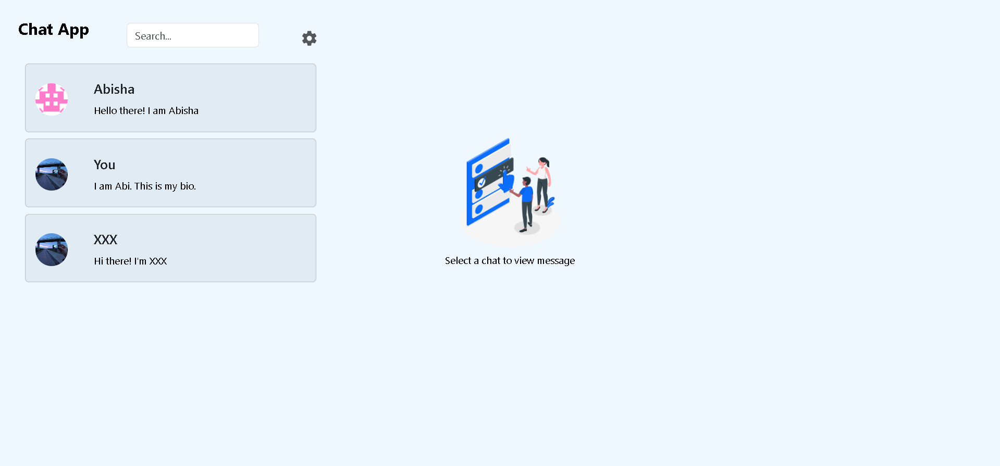 Chat App
Search...
Abisha
Hello there! I am Abisha
You
I am Abi. This is my bio.
XXX
Hi there! I'm XXX
Select a chat to view message